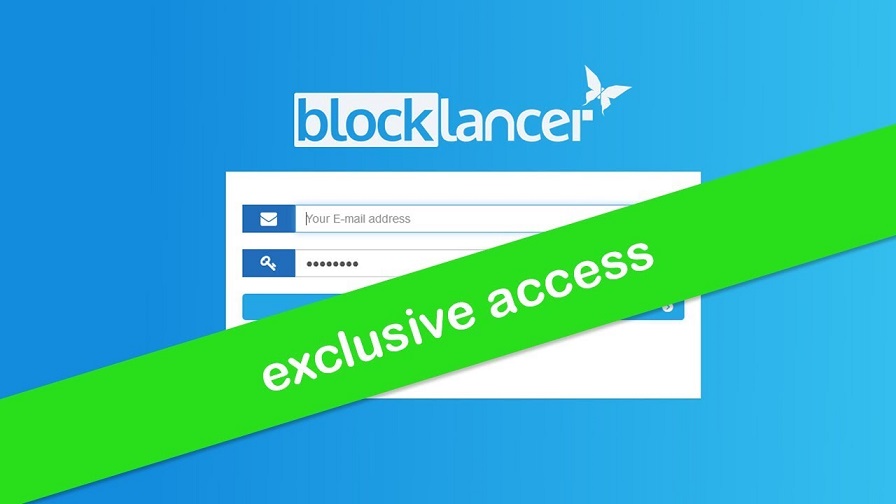 blocklancer
Your E-mail address
••••••••
exclusive access